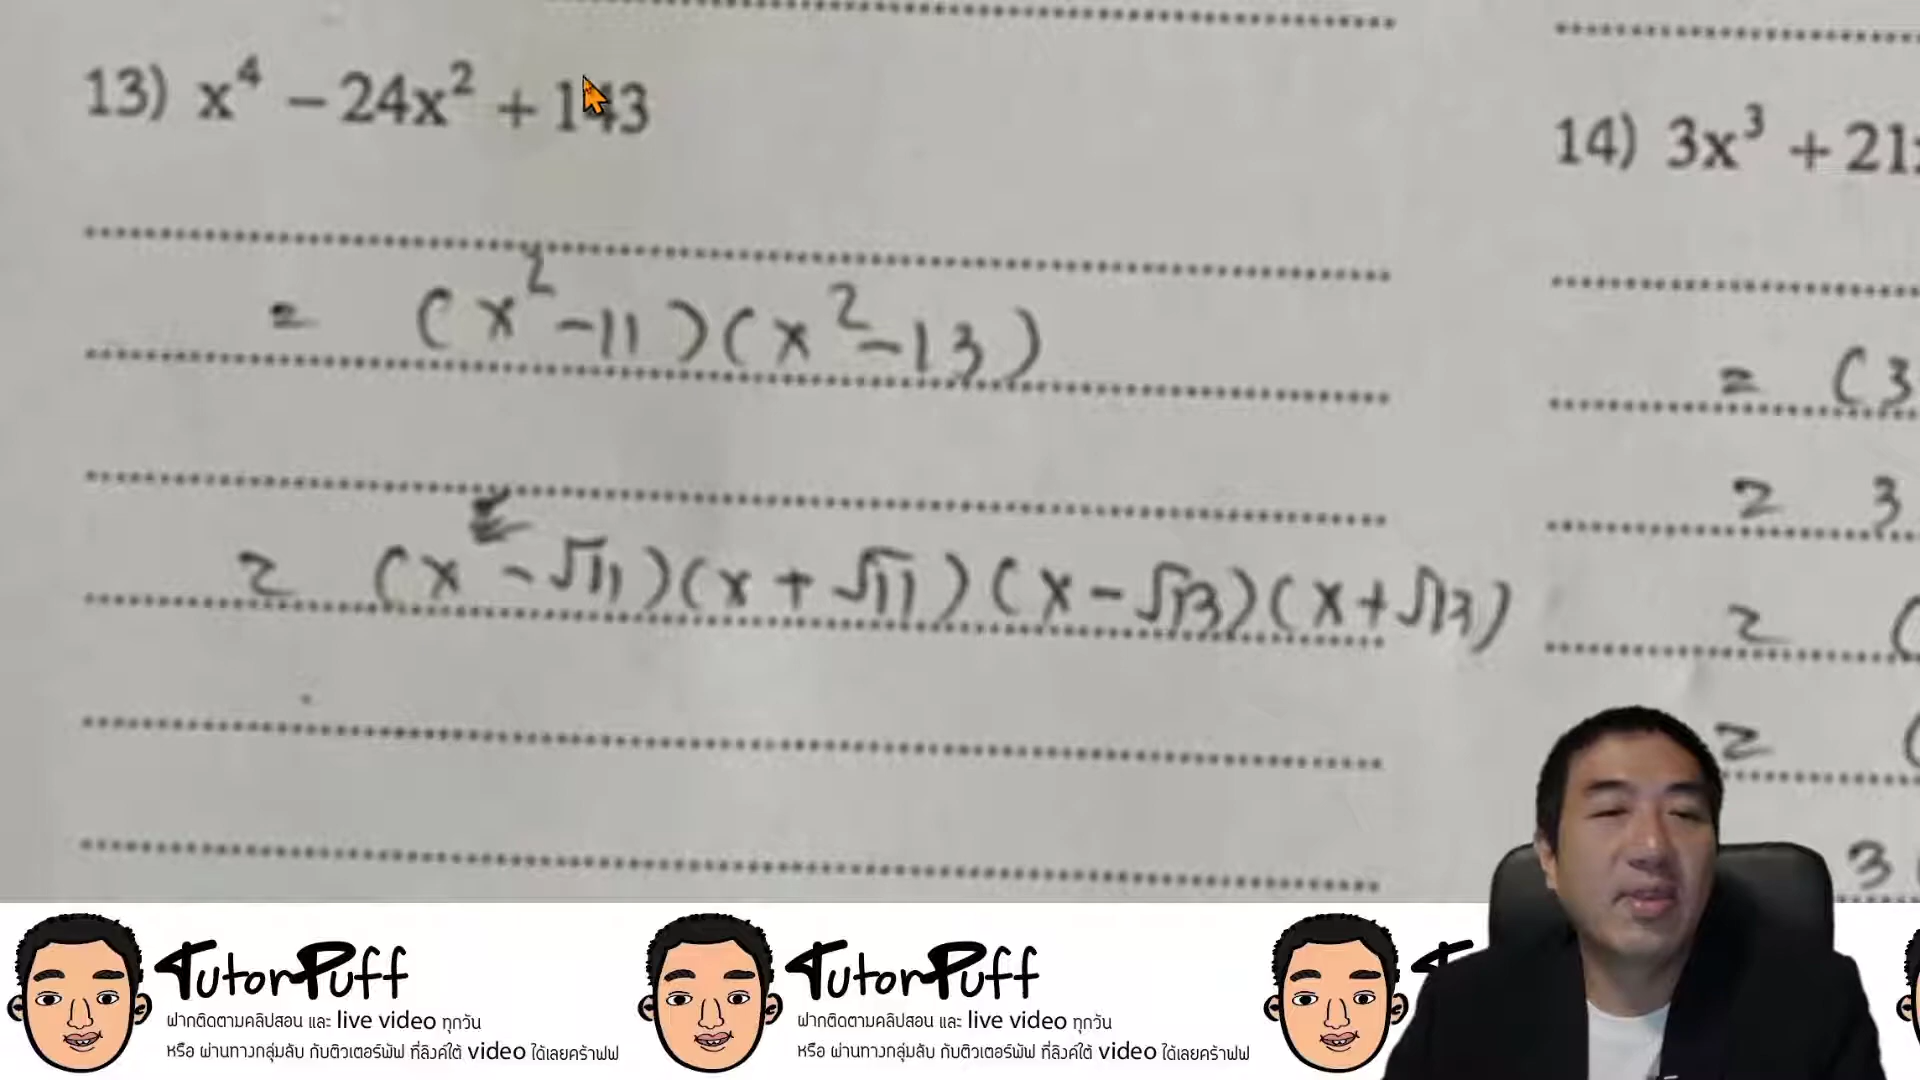 13) x⁴ − 24x² + 143
= (x² −11)(x² −13)
= (x − √11)(x + √11)(x − √13)(x + √13)
14) 3x³ + 21
= (3
= 3
= (
= (
3
TutorPuff
ฝากติดตามคลิปสอน และ live video ทุกวัน
หรือ ผ่านทางกลุ่มลับ กับติวเตอร์พัฟ ที่ลิงค์ใต้ video ได้เลยคร้าฟฟ
TutorPuff
ฝากติดตามคลิปสอน และ live video ทุกวัน
หรือ ผ่านทางกลุ่มลับ กับติวเตอร์พัฟ ที่ลิงค์ใต้ video ได้เลยคร้าฟฟ